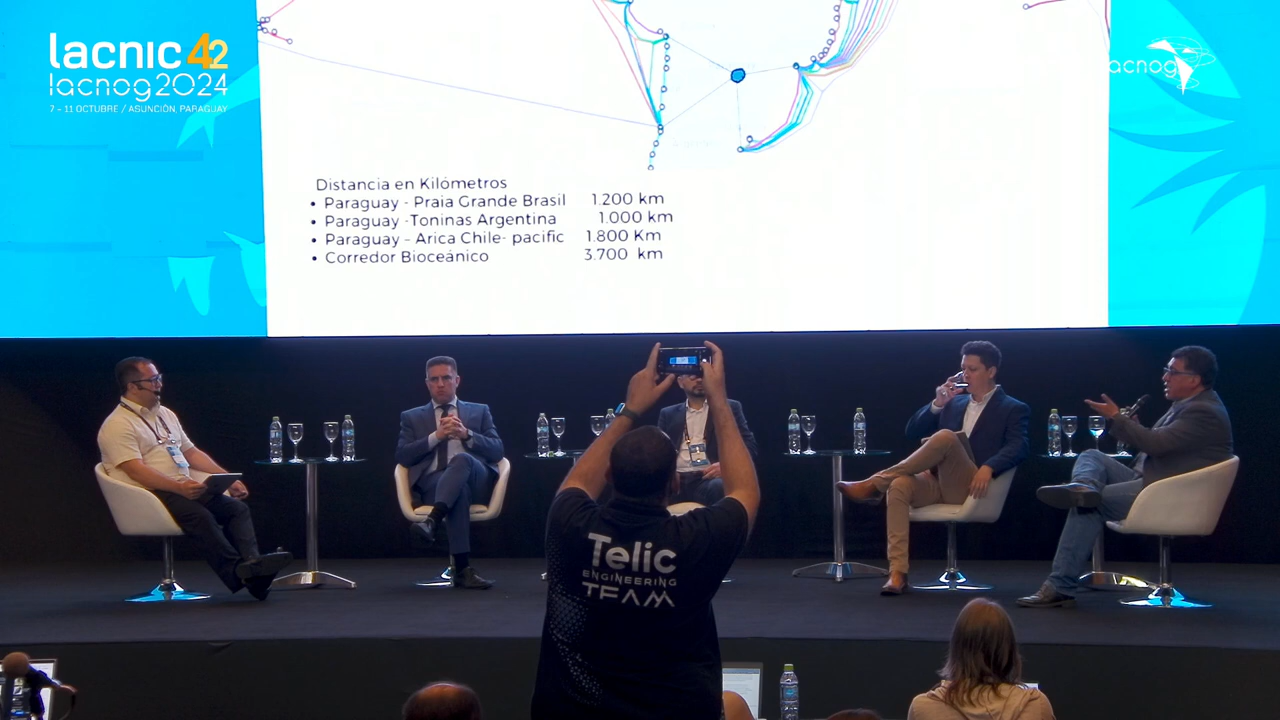 lacnic 42
lacnog2024
7 - 11 OCTUBRE / ASUNCIÓN, PARAGUAY
lacnog
Distancia en Kilómetros
• Paraguay - Praia Grande Brasil 1.200 km
• Paraguay -Toninas Argentina 1.000 km
• Paraguay - Arica Chile- pacific 1.800 Km
• Corredor Bioceánico 3.700 km
Telic
ENGINEERING
TEAM